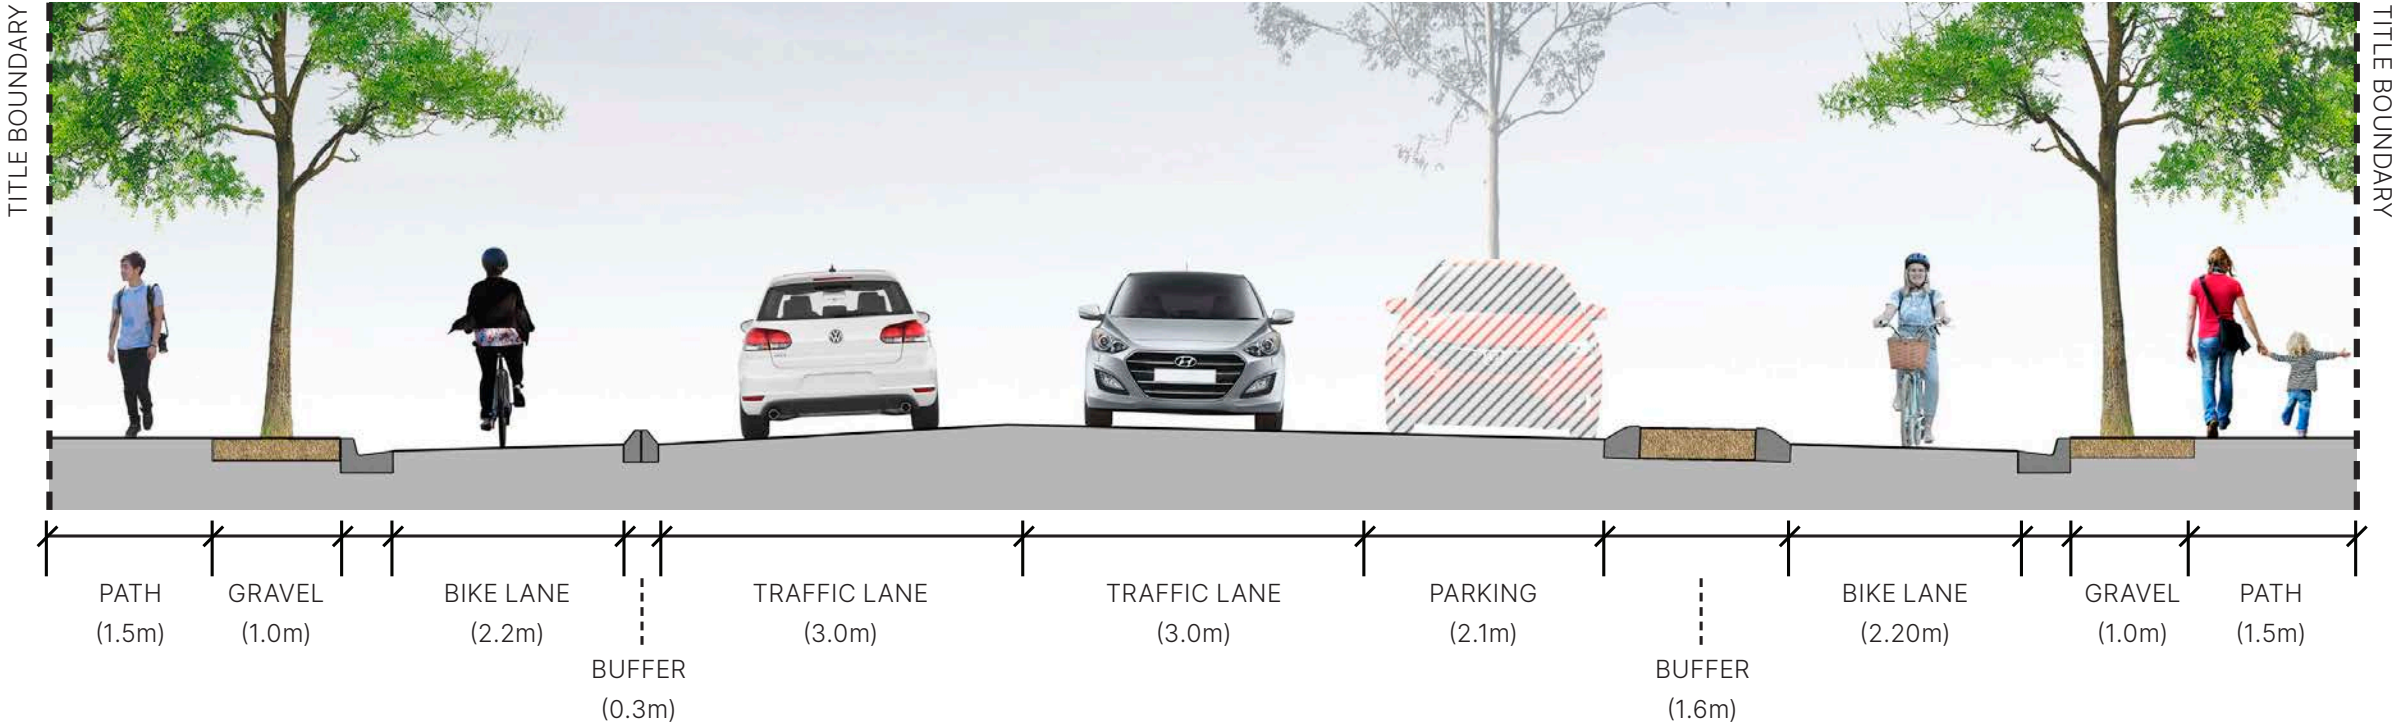 TITLE BOUNDARY
TITLE BOUNDARY
PATH
(1.5m)
GRAVEL
(1.0m)
BIKE LANE
(2.2m)
BUFFER
(0.3m)
TRAFFIC LANE
(3.0m)
TRAFFIC LANE
(3.0m)
PARKING
(2.1m)
BUFFER
(1.6m)
BIKE LANE
(2.20m)
GRAVEL
(1.0m)
PATH
(1.5m)